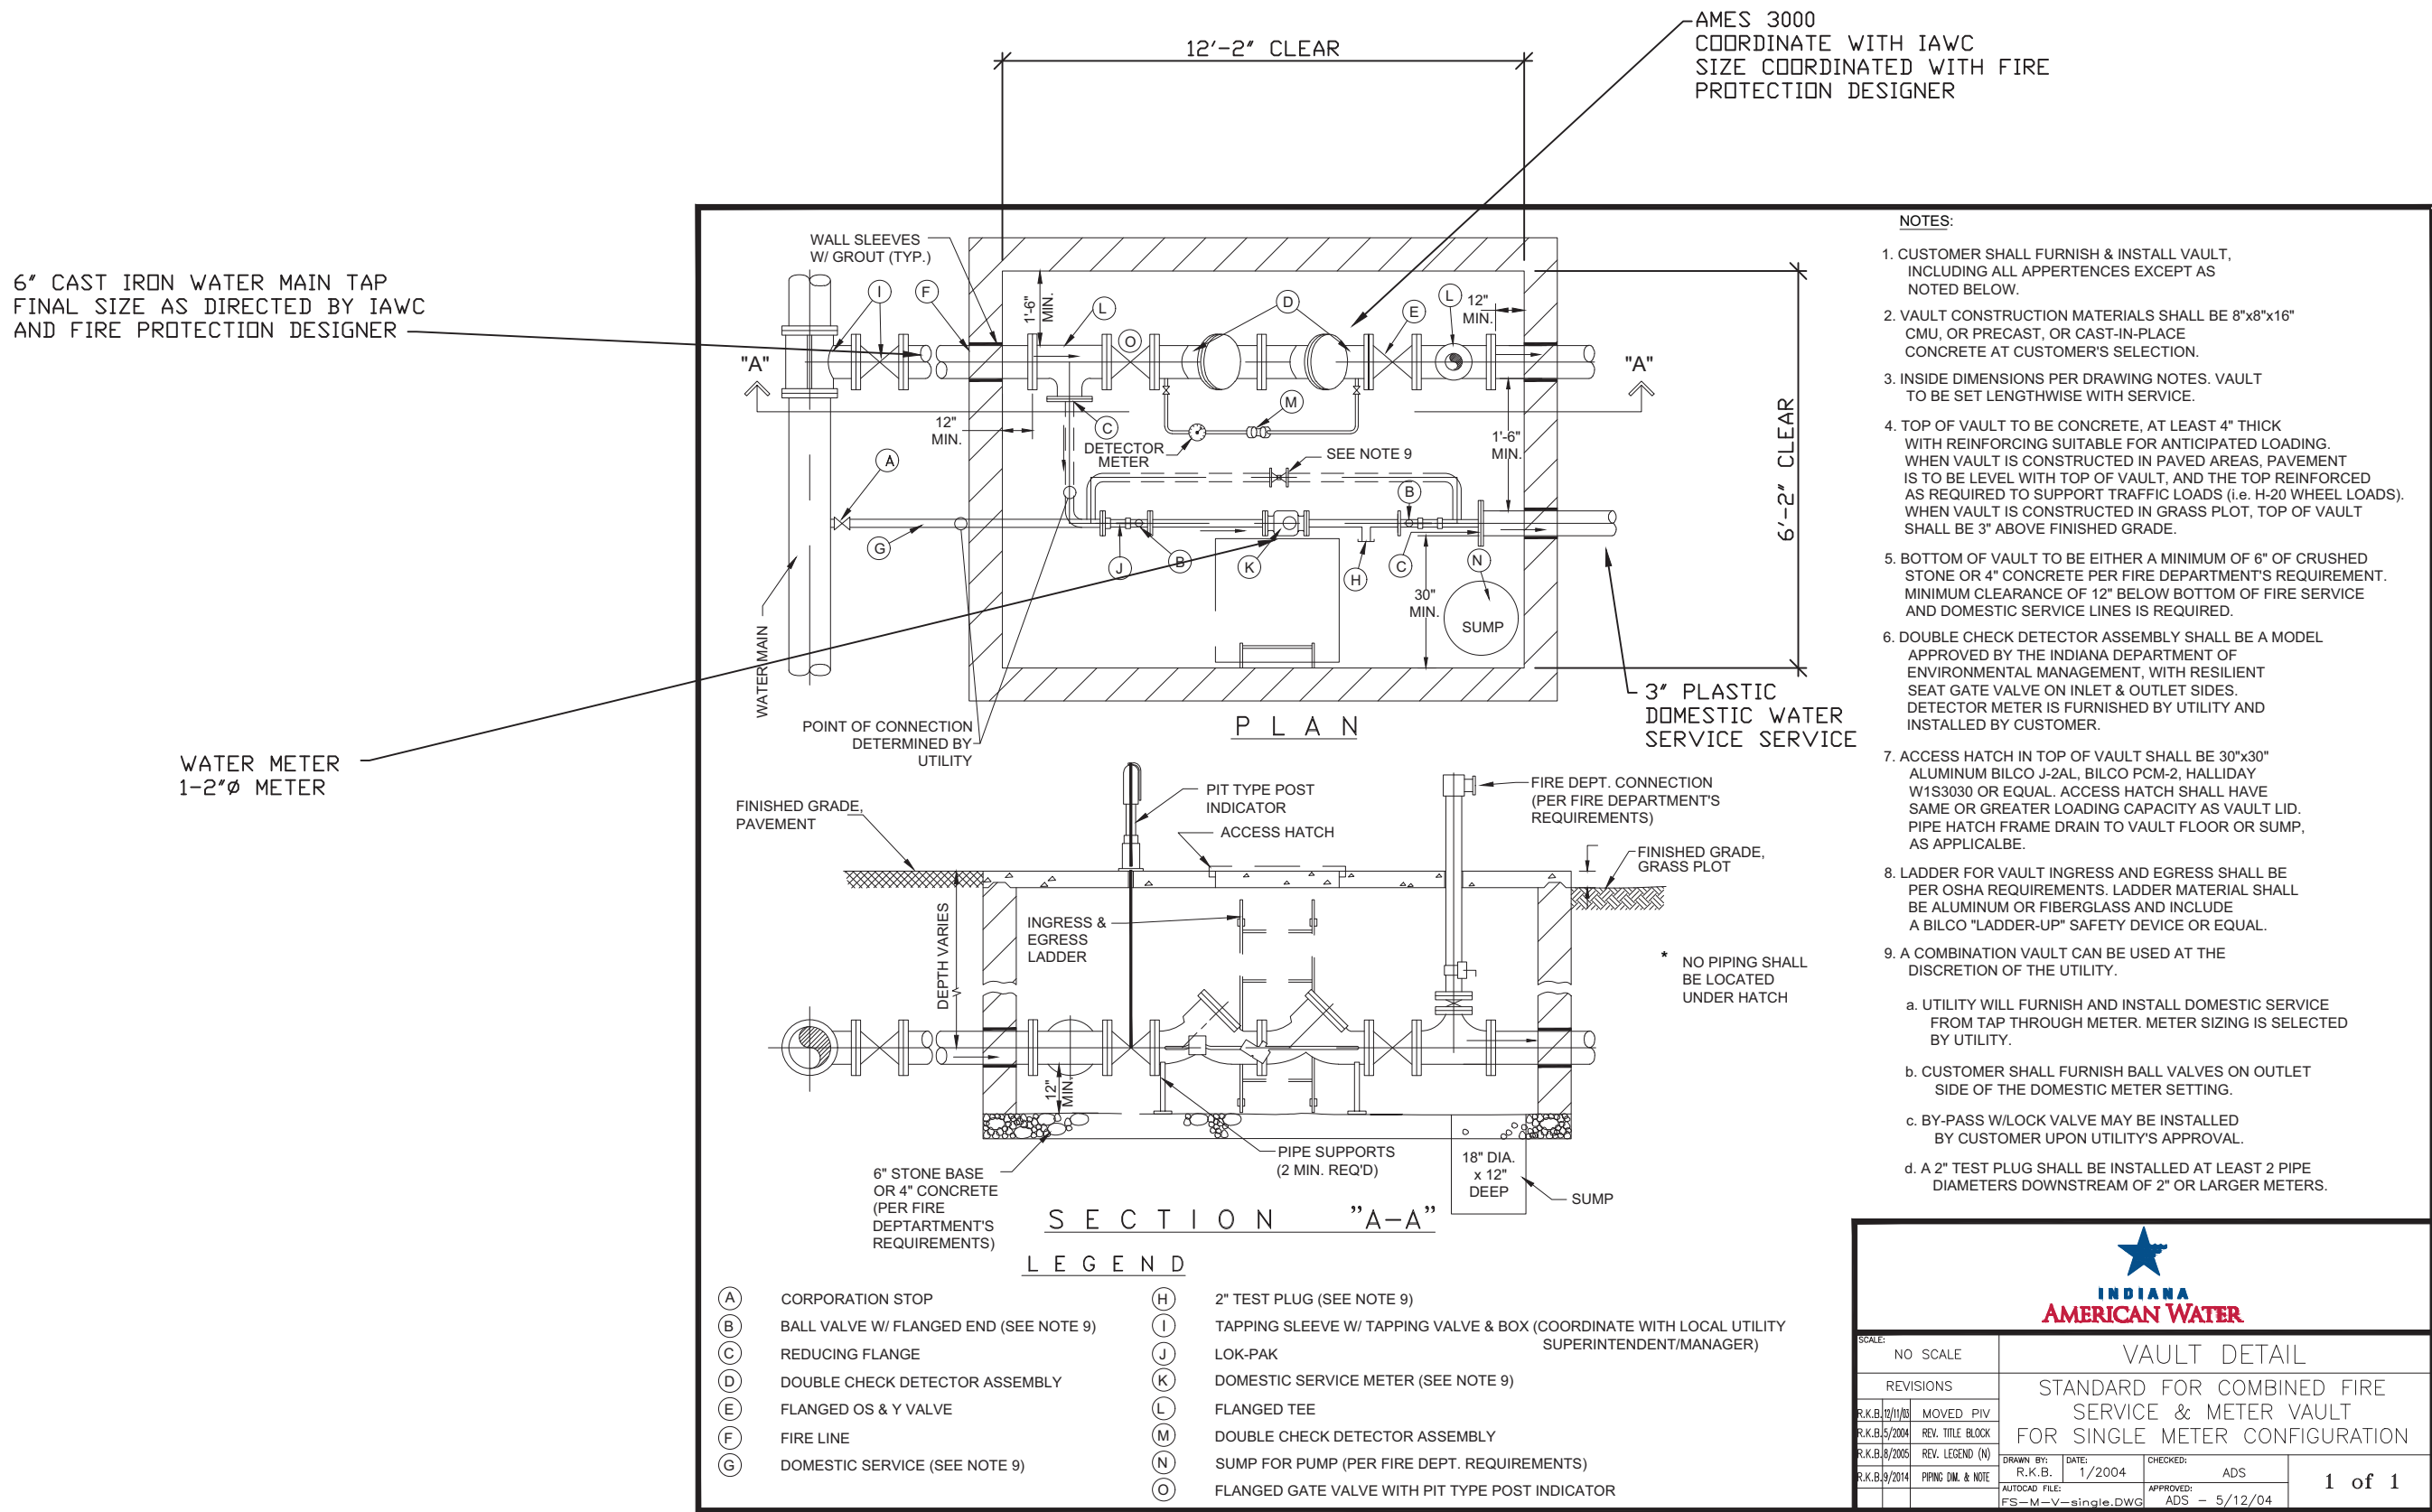 AMES 3000
COORDINATE WITH IAWC
SIZE COORDINATED WITH FIRE
PROTECTION DESIGNER
12'-2" CLEAR
6" CAST IRON WATER MAIN TAP
FINAL SIZE AS DIRECTED BY IAWC
AND FIRE PROTECTION DESIGNER
WATER METER
1-2"Ø METER
WALL SLEEVES
W/ GROUT (TYP.)
I
F
1'-6"
MIN.
L
O
D
E
L
12"
MIN.
"A"
"A"
12"
MIN.
C
DETECTOR
METER
M
SEE NOTE 9
1'-6"
MIN.
6'-2" CLEAR
A
B
G
J
B
K
H
C
N
30"
MIN.
SUMP
WATER MAIN
POINT OF CONNECTION
DETERMINED BY
UTILITY
PLAN
3" PLASTIC
DOMESTIC WATER
SERVICE SERVICE
FINISHED GRADE,
PAVEMENT
PIT TYPE POST
INDICATOR
ACCESS HATCH
FIRE DEPT. CONNECTION
(PER FIRE DEPARTMENT'S
REQUIREMENTS)
FINISHED GRADE,
GRASS PLOT
DEPTH VARIES
INGRESS &
EGRESS
LADDER
* NO PIPING SHALL
BE LOCATED
UNDER HATCH
12"
MIN.
6" STONE BASE
OR 4" CONCRETE
(PER FIRE
DEPTARTMENT'S
REQUIREMENTS)
PIPE SUPPORTS
(2 MIN. REQ'D)
18" DIA.
x 12"
DEEP
SUMP
SECTION "A-A"
LEGEND
A CORPORATION STOP
B BALL VALVE W/ FLANGED END (SEE NOTE 9)
C REDUCING FLANGE
D DOUBLE CHECK DETECTOR ASSEMBLY
E FLANGED OS & Y VALVE
F FIRE LINE
G DOMESTIC SERVICE (SEE NOTE 9)
H 2" TEST PLUG (SEE NOTE 9)
I TAPPING SLEEVE W/ TAPPING VALVE & BOX (COORDINATE WITH LOCAL UTILITY
SUPERINTENDENT/MANAGER)
J LOK-PAK
K DOMESTIC SERVICE METER (SEE NOTE 9)
L FLANGED TEE
M DOUBLE CHECK DETECTOR ASSEMBLY
N SUMP FOR PUMP (PER FIRE DEPT. REQUIREMENTS)
O FLANGED GATE VALVE WITH PIT TYPE POST INDICATOR
NOTES:
1. CUSTOMER SHALL FURNISH & INSTALL VAULT,
INCLUDING ALL APPERTENCES EXCEPT AS
NOTED BELOW.
2. VAULT CONSTRUCTION MATERIALS SHALL BE 8"x8"x16"
CMU, OR PRECAST, OR CAST-IN-PLACE
CONCRETE AT CUSTOMER'S SELECTION.
3. INSIDE DIMENSIONS PER DRAWING NOTES. VAULT
TO BE SET LENGTHWISE WITH SERVICE.
4. TOP OF VAULT TO BE CONCRETE, AT LEAST 4" THICK
WITH REINFORCING SUITABLE FOR ANTICIPATED LOADING.
WHEN VAULT IS CONSTRUCTED IN PAVED AREAS, PAVEMENT
IS TO BE LEVEL WITH TOP OF VAULT, AND THE TOP REINFORCED
AS REQUIRED TO SUPPORT TRAFFIC LOADS (i.e. H-20 WHEEL LOADS).
WHEN VAULT IS CONSTRUCTED IN GRASS PLOT, TOP OF VAULT
SHALL BE 3" ABOVE FINISHED GRADE.
5. BOTTOM OF VAULT TO BE EITHER A MINIMUM OF 6" OF CRUSHED
STONE OR 4" CONCRETE PER FIRE DEPARTMENT'S REQUIREMENT.
MINIMUM CLEARANCE OF 12" BELOW BOTTOM OF FIRE SERVICE
AND DOMESTIC SERVICE LINES IS REQUIRED.
6. DOUBLE CHECK DETECTOR ASSEMBLY SHALL BE A MODEL
APPROVED BY THE INDIANA DEPARTMENT OF
ENVIRONMENTAL MANAGEMENT, WITH RESILIENT
SEAT GATE VALVE ON INLET & OUTLET SIDES.
DETECTOR METER IS FURNISHED BY UTILITY AND
INSTALLED BY CUSTOMER.
7. ACCESS HATCH IN TOP OF VAULT SHALL BE 30"x30"
ALUMINUM BILCO J-2AL, BILCO PCM-2, HALLIDAY
W1S3030 OR EQUAL. ACCESS HATCH SHALL HAVE
SAME OR GREATER LOADING CAPACITY AS VAULT LID.
PIPE HATCH FRAME DRAIN TO VAULT FLOOR OR SUMP,
AS APPLICALBE.
8. LADDER FOR VAULT INGRESS AND EGRESS SHALL BE
PER OSHA REQUIREMENTS. LADDER MATERIAL SHALL
BE ALUMINUM OR FIBERGLASS AND INCLUDE
A BILCO "LADDER-UP" SAFETY DEVICE OR EQUAL.
9. A COMBINATION VAULT CAN BE USED AT THE
DISCRETION OF THE UTILITY.
a. UTILITY WILL FURNISH AND INSTALL DOMESTIC SERVICE
FROM TAP THROUGH METER. METER SIZING IS SELECTED
BY UTILITY.
b. CUSTOMER SHALL FURNISH BALL VALVES ON OUTLET
SIDE OF THE DOMESTIC METER SETTING.
c. BY-PASS W/LOCK VALVE MAY BE INSTALLED
BY CUSTOMER UPON UTILITY'S APPROVAL.
d. A 2" TEST PLUG SHALL BE INSTALLED AT LEAST 2 PIPE
DIAMETERS DOWNSTREAM OF 2" OR LARGER METERS.
INDIANA
AMERICAN WATER
SCALE:
NO SCALE
REVISIONS
R.K.B. 12/11/03 MOVED PIV
R.K.B. 5/2004 REV. TITLE BLOCK
R.K.B. 8/2005 REV. LEGEND (N)
R.K.B. 9/2014 PIPING DIM. & NOTE
VAULT DETAIL
STANDARD FOR COMBINED FIRE
SERVICE & METER VAULT
FOR SINGLE METER CONFIGURATION
DRAWN BY:
R.K.B.
DATE:
1/2004
CHECKED:
ADS
AUTOCAD FILE:
FS-M-V-single.DWG
APPROVED:
ADS - 5/12/04
1 of 1